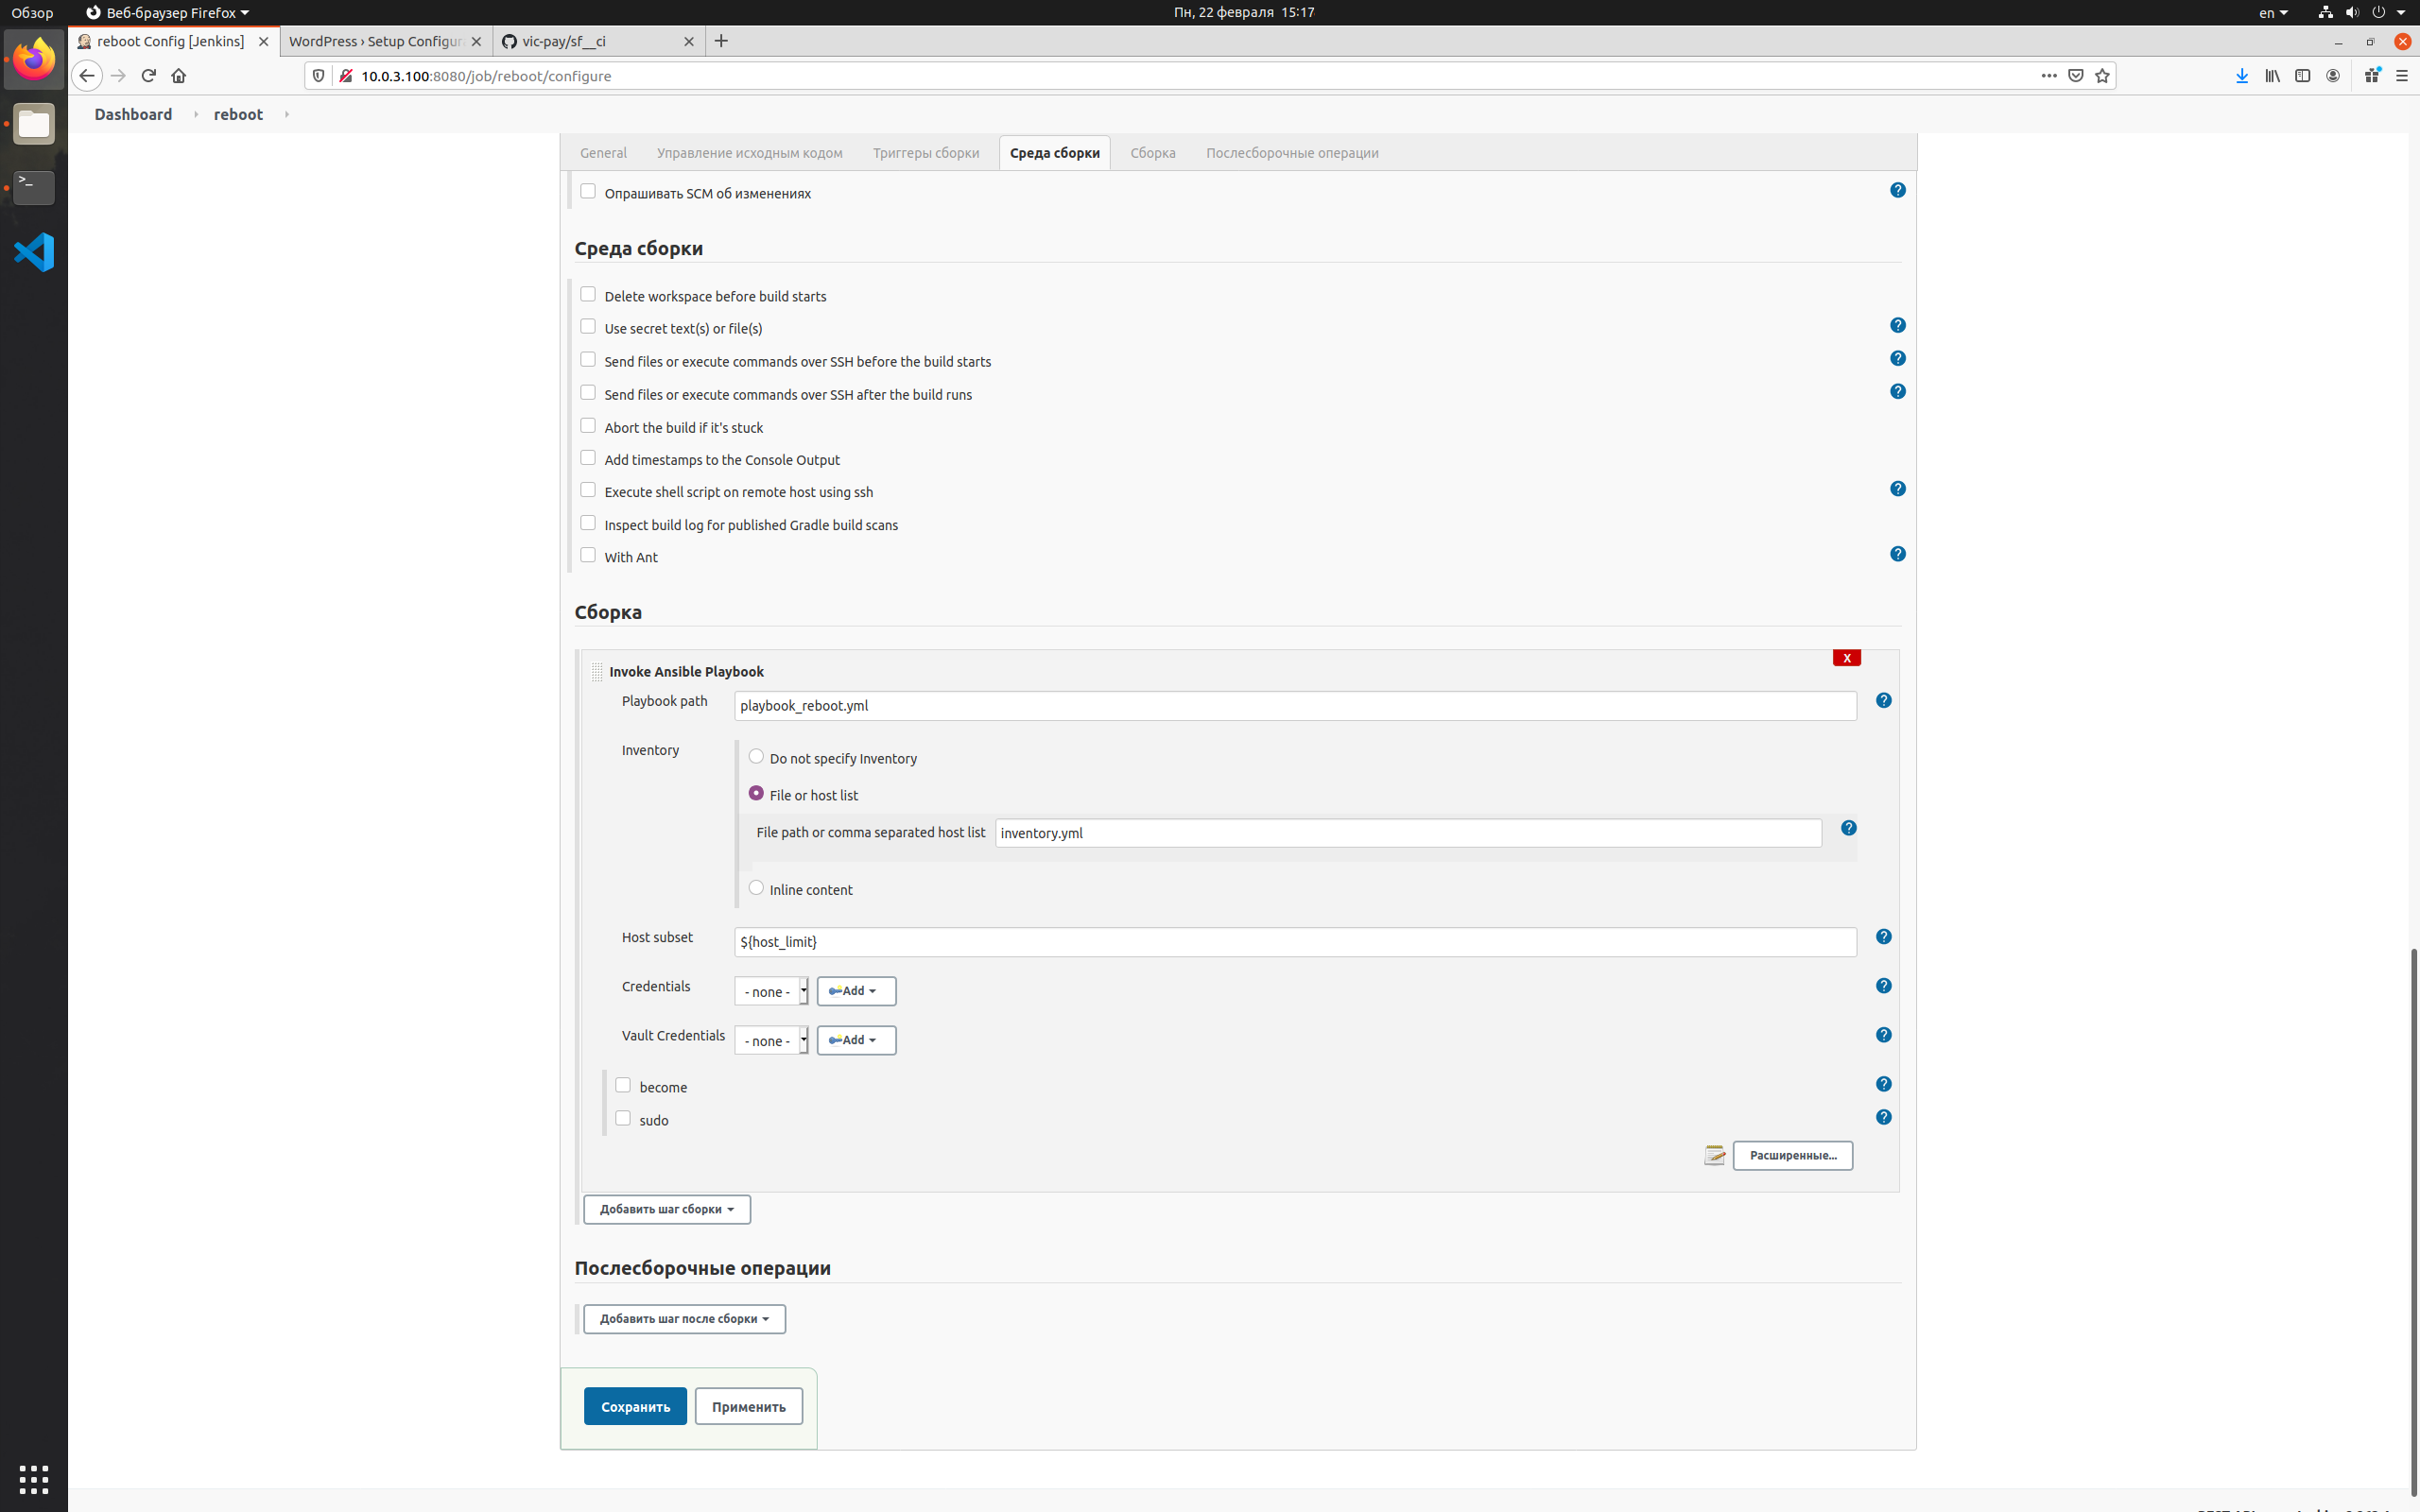 Обзор
Веб-браузер Firefox
Пн, 22 февраля 15:17
en
reboot Config [Jenkins]
WordPress › Setup Configur
vic-pay/sf__ci
10.0.3.100:8080/job/reboot/configure
Dashboard
reboot
General
Управление исходным кодом
Триггеры сборки
Среда сборки
Сборка
Послесборочные операции
Опрашивать SCM об изменениях
?
Среда сборки
Delete workspace before build starts
Use secret text(s) or file(s)
?
Send files or execute commands over SSH before the build starts
?
Send files or execute commands over SSH after the build runs
?
Abort the build if it's stuck
Add timestamps to the Console Output
Execute shell script on remote host using ssh
?
Inspect build log for published Gradle build scans
With Ant
?
Сборка
X
Invoke Ansible Playbook
Playbook path
playbook_reboot.yml
?
Inventory
Do not specify Inventory
File or host list
File path or comma separated host list
inventory.yml
?
Inline content
Host subset
${host_limit}
?
Credentials
- none -
Add
?
Vault Credentials
- none -
Add
?
become
?
sudo
?
Расширенные...
Добавить шаг сборки
Послесборочные операции
Добавить шаг после сборки
Сохранить
Применить